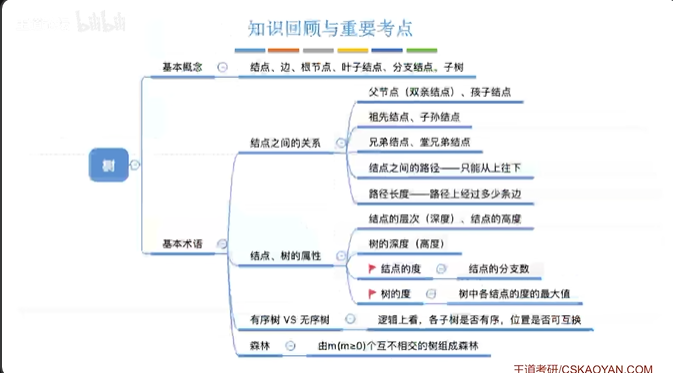 bilibili
知识回顾与重要考点
树
基本概念
结点、边、根节点、叶子结点、分支结点、子树
基本术语
结点之间的关系
父节点（双亲结点）、孩子结点
祖先结点、子孙结点
兄弟结点、堂兄弟结点
结点之间的路径——只能从上往下
路径长度——路径上经过多少条边
结点、树的属性
结点的层次（深度）、结点的高度
树的深度（高度）
结点的度
结点的分支数
树的度
树中各结点的度的最大值
有序树 VS 无序树
逻辑上看，各子树是否有序，位置是否可互换
森林
由m(m≥0)个互不相交的树组成森林
王道考研/CSKAOYAN.COM